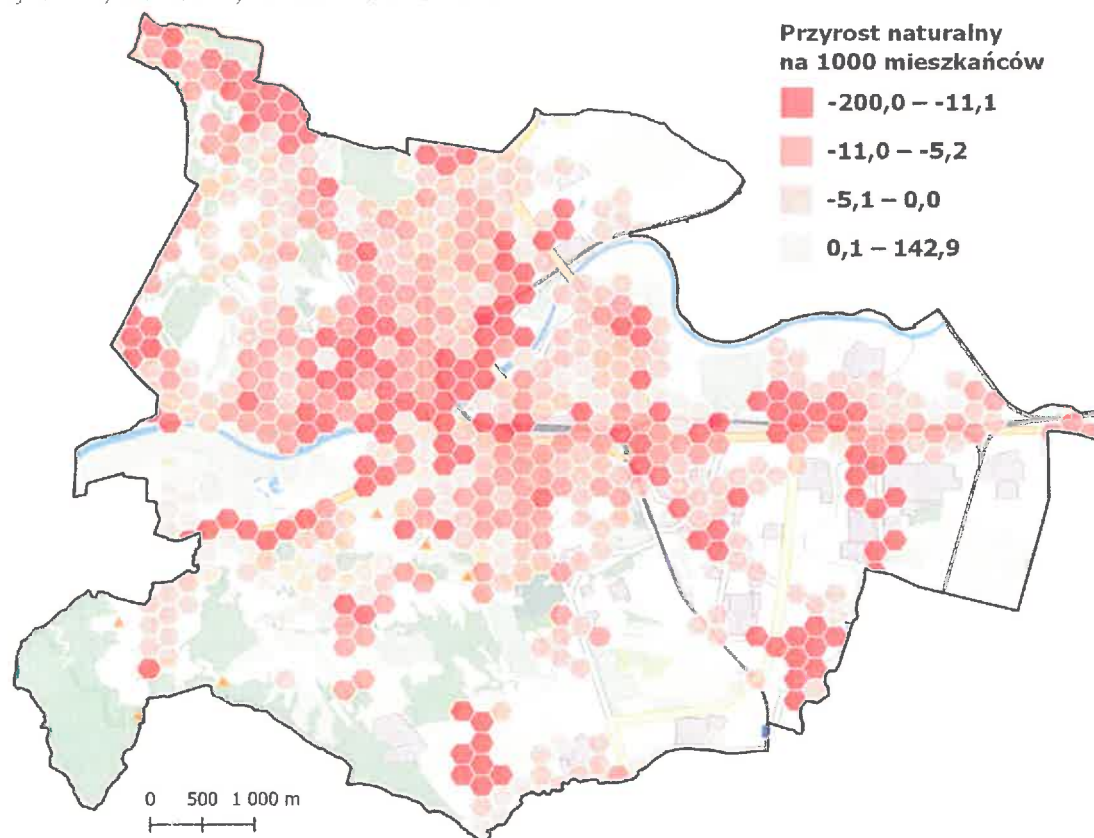 Przyrost naturalny
na 1000 mieszkańców
-200,0 – -11,1
-11,0 – -5,2
-5,1 – 0,0
0,1 – 142,9
0 500 1 000 m